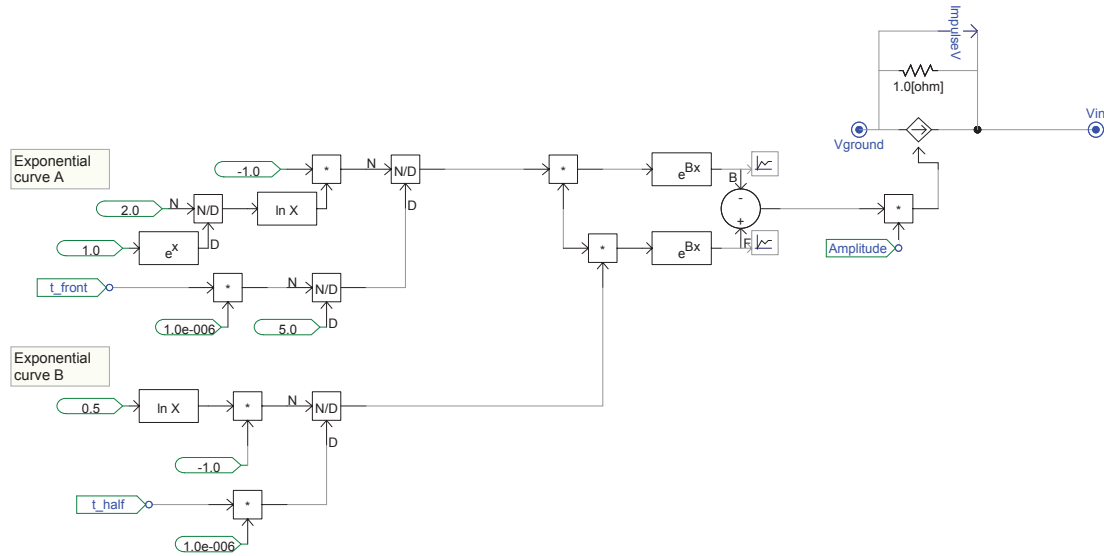 Impulse V
1.0[ohm]
Vground
Vin
Exponential
curve A
-1.0
*
N
N/D
D
*
*
e^Bx
B
-
+
F
e^Bx
*
Amplitude
2.0
N
N/D
D
ln X
1.0
e^x
t_front
*
N
N/D
D
1.0e-006
5.0
Exponential
curve B
0.5
ln X
*
N
N/D
D
-1.0
t_half
*
1.0e-006